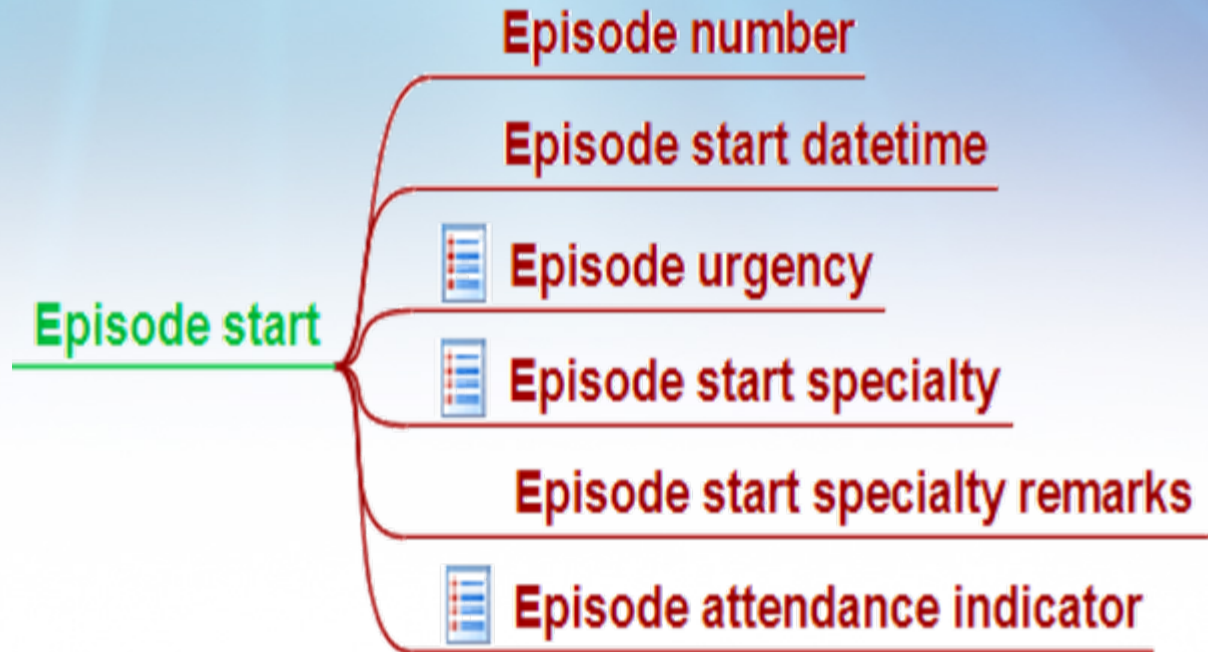 Episode number
Episode start datetime
Episode urgency
Episode start
Episode start specialty
Episode start specialty remarks
Episode attendance indicator